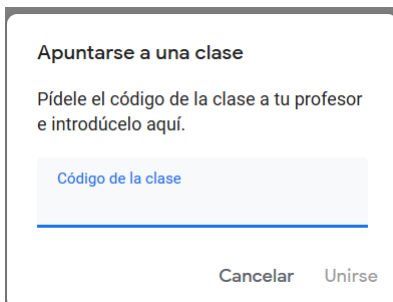 Apuntarse a una clase
Pídele el código de la clase a tu profesor
e introdúcelo aquí.
Código de la clase
Cancelar Unirse